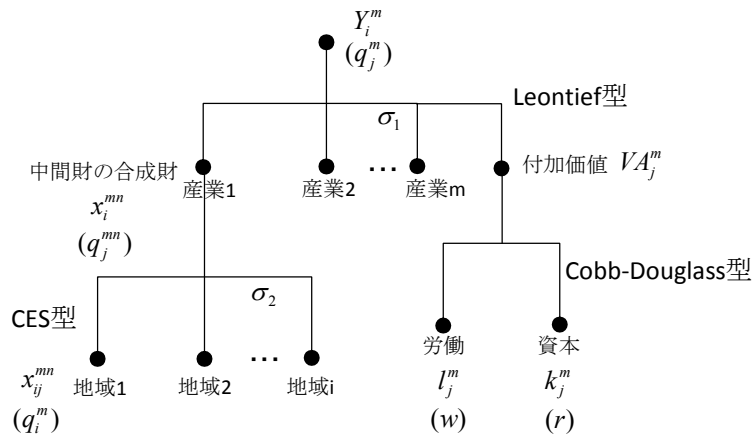 Y_i^m
(q_j^m)
Leontief型
σ_1
中間財の合成財
x_i^{mn}
(q_j^{mn})
産業1
産業2
…
産業m
付加価値 VA_j^m
Cobb-Douglass型
CES型
σ_2
x_{ij}^{mn}
(q_i^m)
地域1
地域2
…
地域i
労働
l_j^m
(w)
資本
k_j^m
(r)